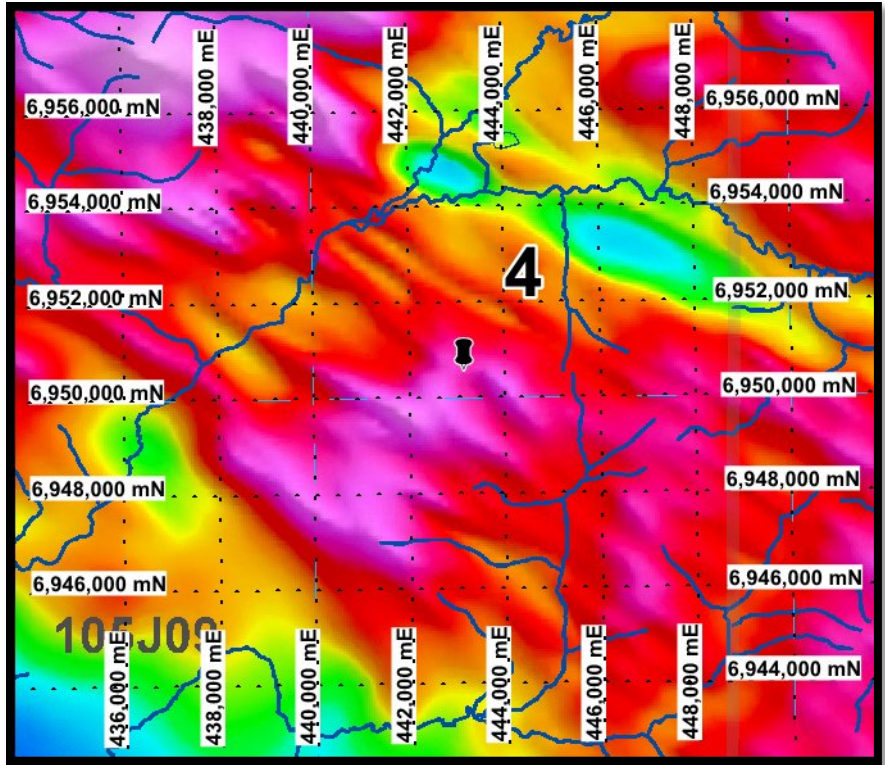 438,000 mE
440,000 mE
442,000 mE
444,000 mE
446,000 mE
448,000 mE
6,956,000 mN
6,956,000 mN
6,954,000 mN
6,954,000 mN
4
6,952,000 mN
6,952,000 mN
6,950,000 mN
6,950,000 mN
6,948,000 mN
6,948,000 mN
6,946,000 mN
6,946,000 mN
105J09
6,944,000 mN
436,000 mE
438,000 mE
440,000 mE
442,000 mE
444,000 mE
446,000 mE
448,000 mE